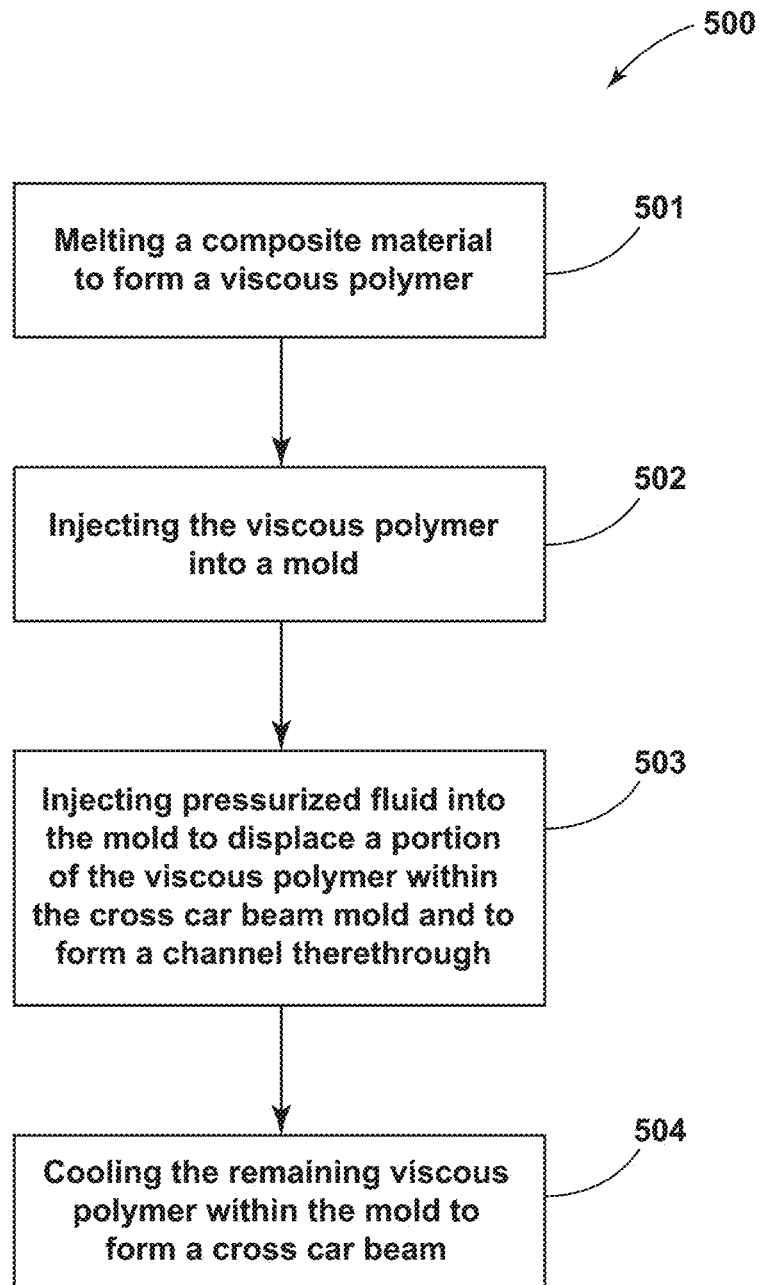 500
501
Melting a composite material
to form a viscous polymer
502
Injecting the viscous polymer
into a mold
503
Injecting pressurized fluid into
the mold to displace a portion
of the viscous polymer within
the cross car beam mold and to
form a channel therethrough
504
Cooling the remaining viscous
polymer within the mold to
form a cross car beam